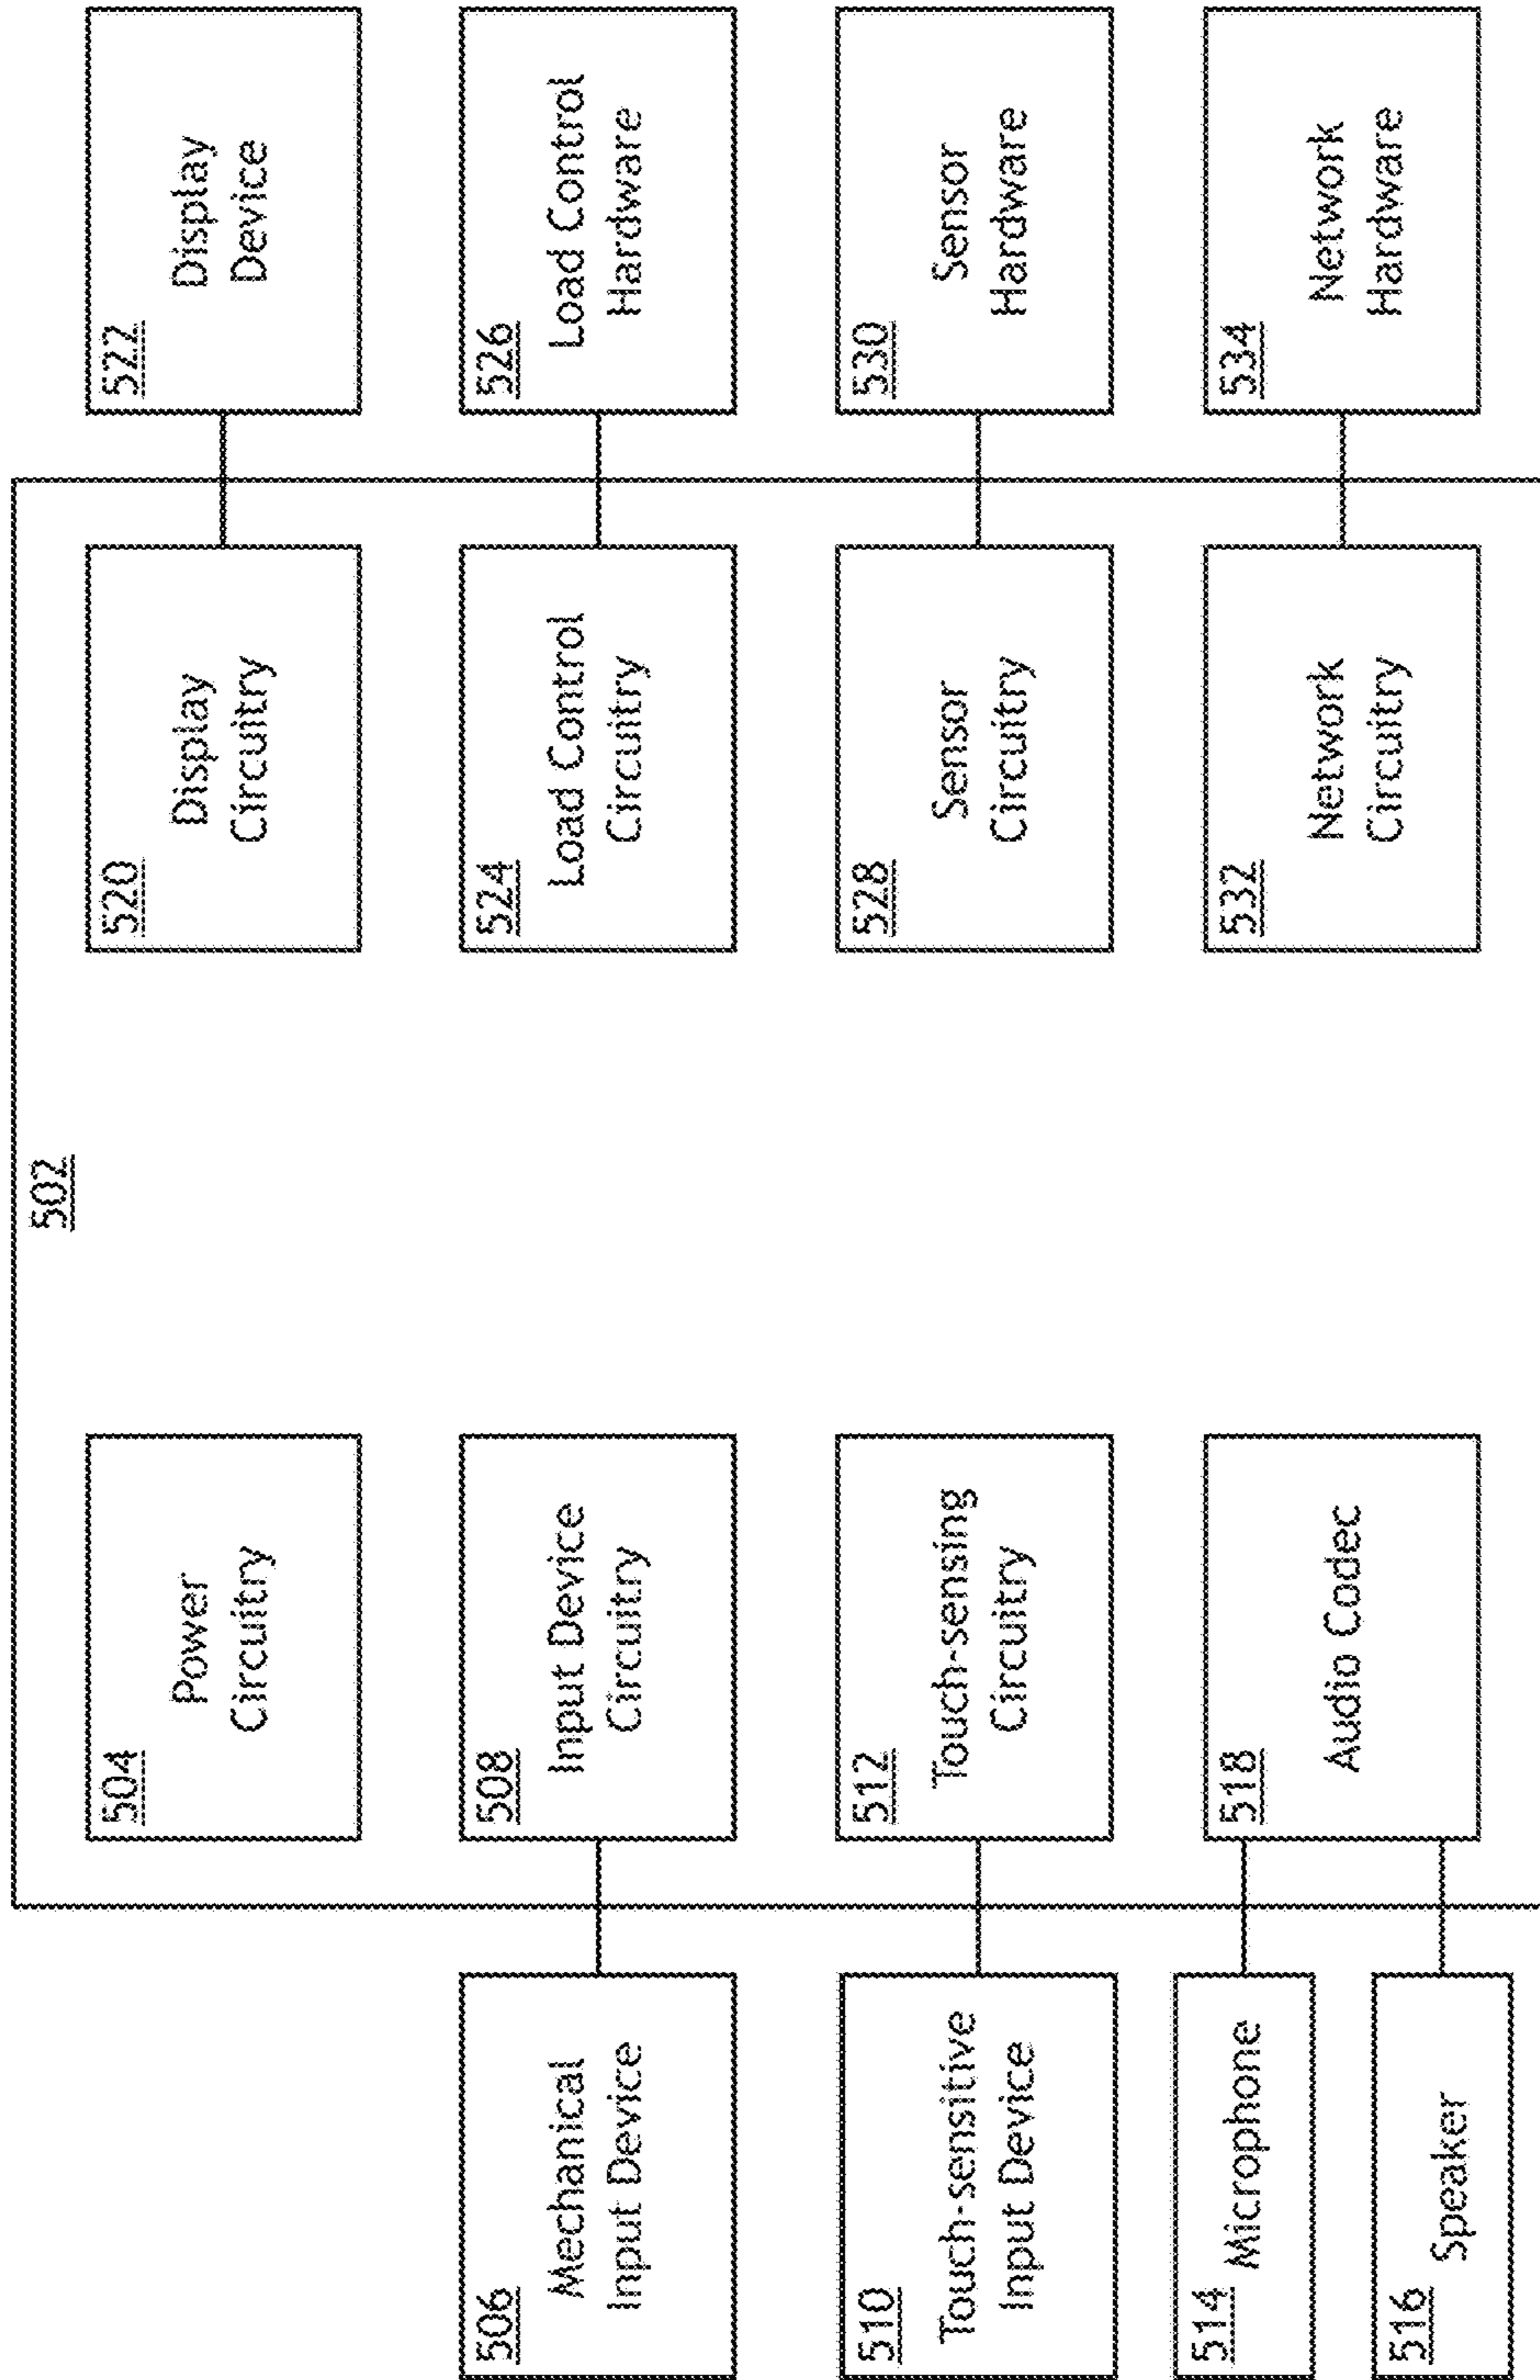 502
504
Power
Circuitry
520
Display
Circuitry
522
Display
Device
506
Mechanical
Input Device
508
Input Device
Circuitry
524
Load Control
Circuitry
526
Load Control
Hardware
510
Touch-sensitive
Input Device
512
Touch-sensing
Circuitry
528
Sensor
Circuitry
530
Sensor
Hardware
514
Microphone
516
Speaker
518
Audio Codec
532
Network
Circuitry
534
Network
Hardware